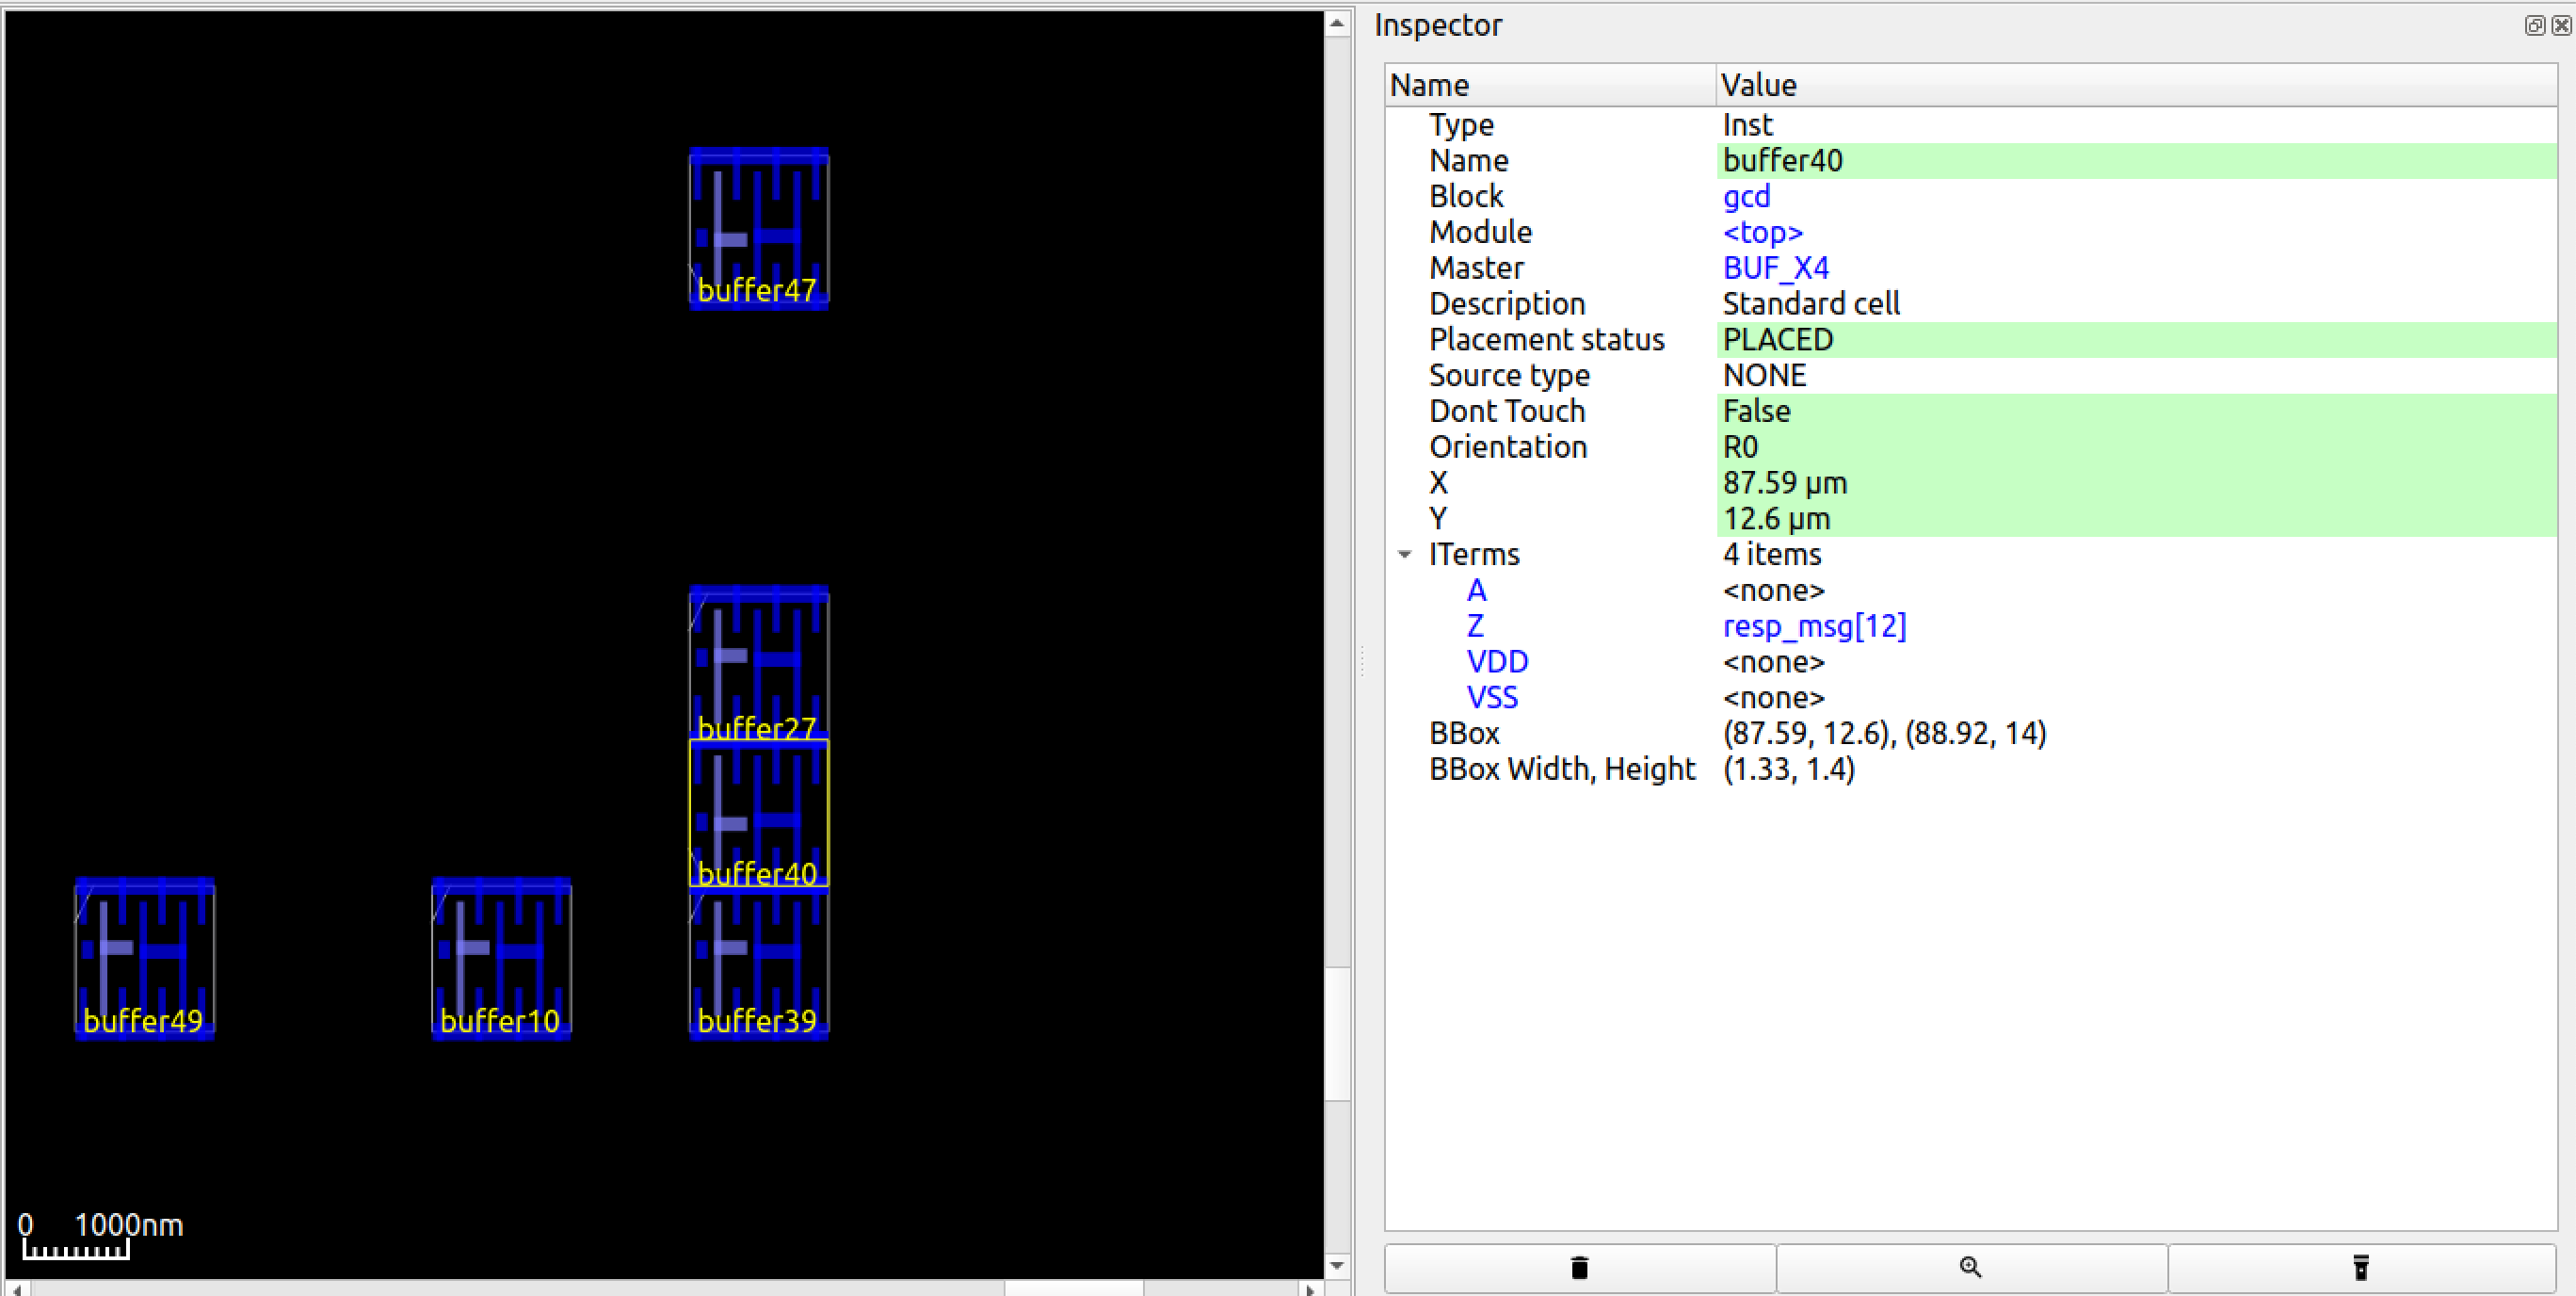 buffer47
buffer27
buffer40
buffer49
buffer10
buffer39
0 1000nm
Inspector
Name Value
Type Inst
Name buffer40
Block gcd
Module <top>
Master BUF_X4
Description Standard cell
Placement status PLACED
Source type NONE
Dont Touch False
Orientation R0
X 87.59 µm
Y 12.6 µm
ITerms 4 items
A <none>
Z resp_msg[12]
VDD <none>
VSS <none>
BBox (87.59, 12.6), (88.92, 14)
BBox Width, Height (1.33, 1.4)